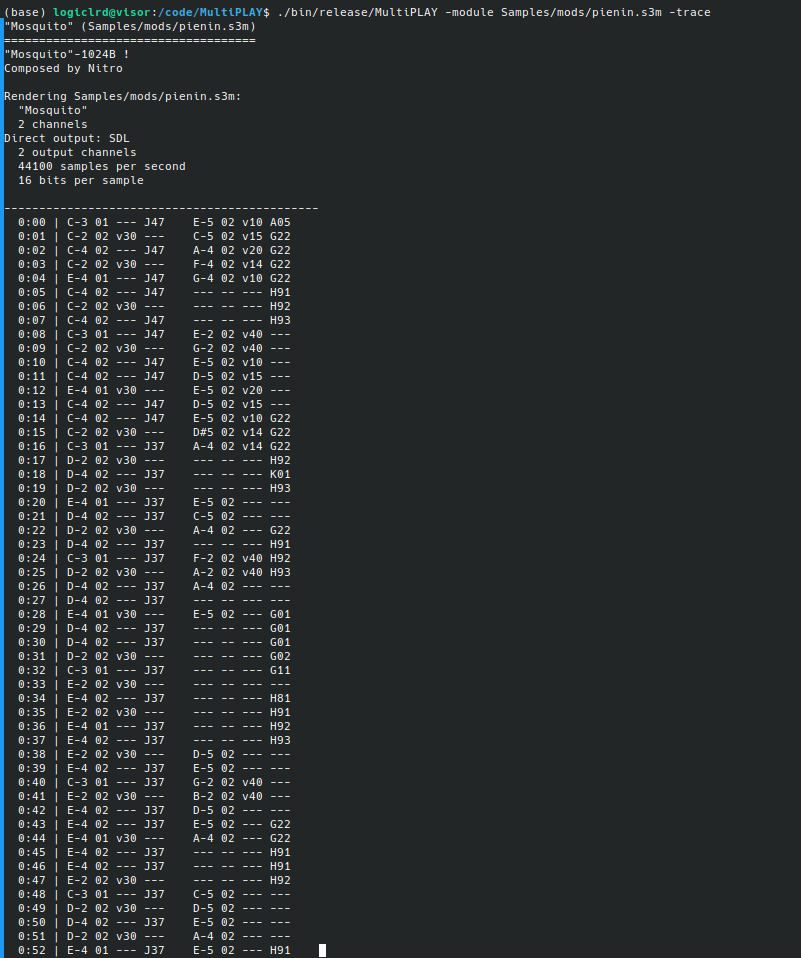 (base) logiclrd@visor:/code/MultiPLAY$ ./bin/release/MultiPLAY -module Samples/mods/pienin.s3m -trace
"Mosquito" (Samples/mods/pienin.s3m)
====================================
"Mosquito"-1024B !
Composed by Nitro

Rendering Samples/mods/pienin.s3m:
  "Mosquito"
  2 channels
Direct output: SDL
  2 output channels
  44100 samples per second
  16 bits per sample

---------------------------------------------
  0:00 | C-3 01 --- J47    E-5 02 v10 A05
  0:01 | C-2 02 v30 ---    C-5 02 v15 G22
  0:02 | C-4 02 --- J47    A-4 02 v20 G22
  0:03 | C-2 02 v30 ---    F-4 02 v14 G22
  0:04 | E-4 01 --- J47    G-4 02 v10 G22
  0:05 | C-4 02 --- J47    --- -- --- H91
  0:06 | C-2 02 v30 ---    --- -- --- H92
  0:07 | C-4 02 --- J47    --- -- --- H93
  0:08 | C-3 01 --- J47    E-2 02 v40 ---
  0:09 | C-2 02 v30 ---    G-2 02 v40 ---
  0:10 | C-4 02 --- J47    E-5 02 v10 ---
  0:11 | C-4 02 --- J47    D-5 02 v15 ---
  0:12 | E-4 01 v30 ---    E-5 02 v20 ---
  0:13 | C-4 02 --- J47    D-5 02 v15 ---
  0:14 | C-4 02 --- J47    E-5 02 v10 G22
  0:15 | C-2 02 v30 ---    D#5 02 v14 G22
  0:16 | C-3 01 --- J37    A-4 02 v14 G22
  0:17 | D-2 02 v30 ---    --- -- --- H92
  0:18 | D-4 02 --- J37    --- -- --- K01
  0:19 | D-2 02 v30 ---    --- -- --- H93
  0:20 | E-4 01 --- J37    E-5 02 --- ---
  0:21 | D-4 02 --- J37    C-5 02 --- ---
  0:22 | D-2 02 v30 ---    A-4 02 --- G22
  0:23 | D-4 02 --- J37    --- -- --- H91
  0:24 | C-3 01 --- J37    F-2 02 v40 H92
  0:25 | D-2 02 v30 ---    A-2 02 v40 H93
  0:26 | D-4 02 --- J37    A-4 02 --- ---
  0:27 | D-4 02 --- J37    --- -- --- ---
  0:28 | E-4 01 v30 ---    E-5 02 --- G01
  0:29 | D-4 02 --- J37    --- -- --- G01
  0:30 | D-4 02 --- J37    --- -- --- G01
  0:31 | D-2 02 v30 ---    --- -- --- G02
  0:32 | C-3 01 --- J37    --- -- --- G11
  0:33 | E-2 02 v30 ---    --- -- --- ---
  0:34 | E-4 02 --- J37    --- -- --- H81
  0:35 | E-2 02 v30 ---    --- -- --- H91
  0:36 | E-4 01 --- J37    --- -- --- H92
  0:37 | E-4 02 --- J37    --- -- --- H93
  0:38 | E-2 02 v30 ---    D-5 02 --- ---
  0:39 | E-4 02 --- J37    E-5 02 --- ---
  0:40 | C-3 01 --- J37    G-2 02 v40 ---
  0:41 | E-2 02 v30 ---    B-2 02 v40 ---
  0:42 | E-4 02 --- J37    D-5 02 --- ---
  0:43 | E-4 02 --- J37    E-5 02 --- G22
  0:44 | E-4 01 v30 ---    A-4 02 --- G22
  0:45 | E-4 02 --- J37    --- -- --- H91
  0:46 | E-4 02 --- J37    --- -- --- H91
  0:47 | E-2 02 v30 ---    --- -- --- H92
  0:48 | C-3 01 --- J37    C-5 02 --- ---
  0:49 | D-2 02 v30 ---    D-5 02 --- ---
  0:50 | D-4 02 --- J37    E-5 02 --- ---
  0:51 | D-2 02 v30 ---    A-4 02 --- ---
  0:52 | E-4 01 --- J37    E-5 02 --- H91